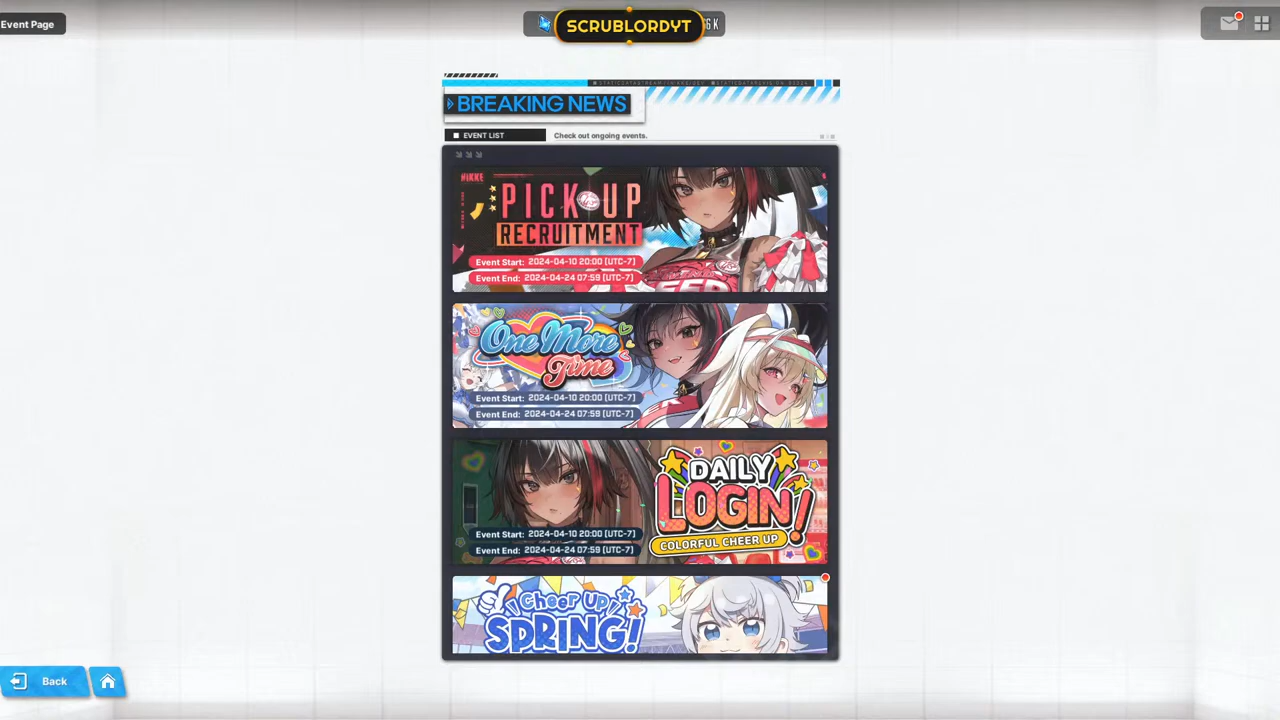 Event Page
SCRUBLORDYT
BREAKING NEWS
EVENT LIST
Check out ongoing events.
NIKKE
PICK UP
RECRUITMENT
Event Start: 2024-04-10 20:00 (UTC-7)
Event End: 2024-04-24 07:59 (UTC-7)
One More
Time
Event Start: 2024-04-10 20:00 (UTC-7)
Event End: 2024-04-24 07:59 (UTC-7)
DAILY
LOGIN!
COLORFUL CHEER UP
Event Start: 2024-04-10 20:00 (UTC-7)
Event End: 2024-04-24 07:59 (UTC-7)
Cheer Up
SPRING!
Back